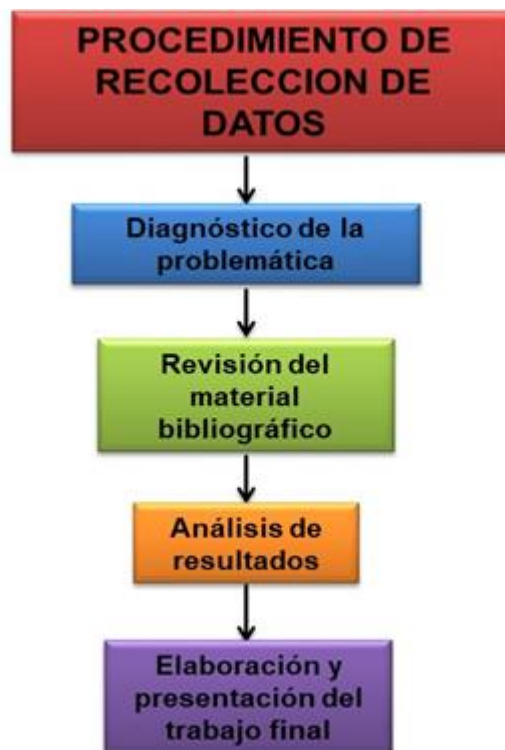 PROCEDIMIENTO DE
RECOLECCION DE
DATOS
Diagnóstico de la
problemática
Revisión del
material
bibliográfico
Análisis de
resultados
Elaboración y
presentación del
trabajo final